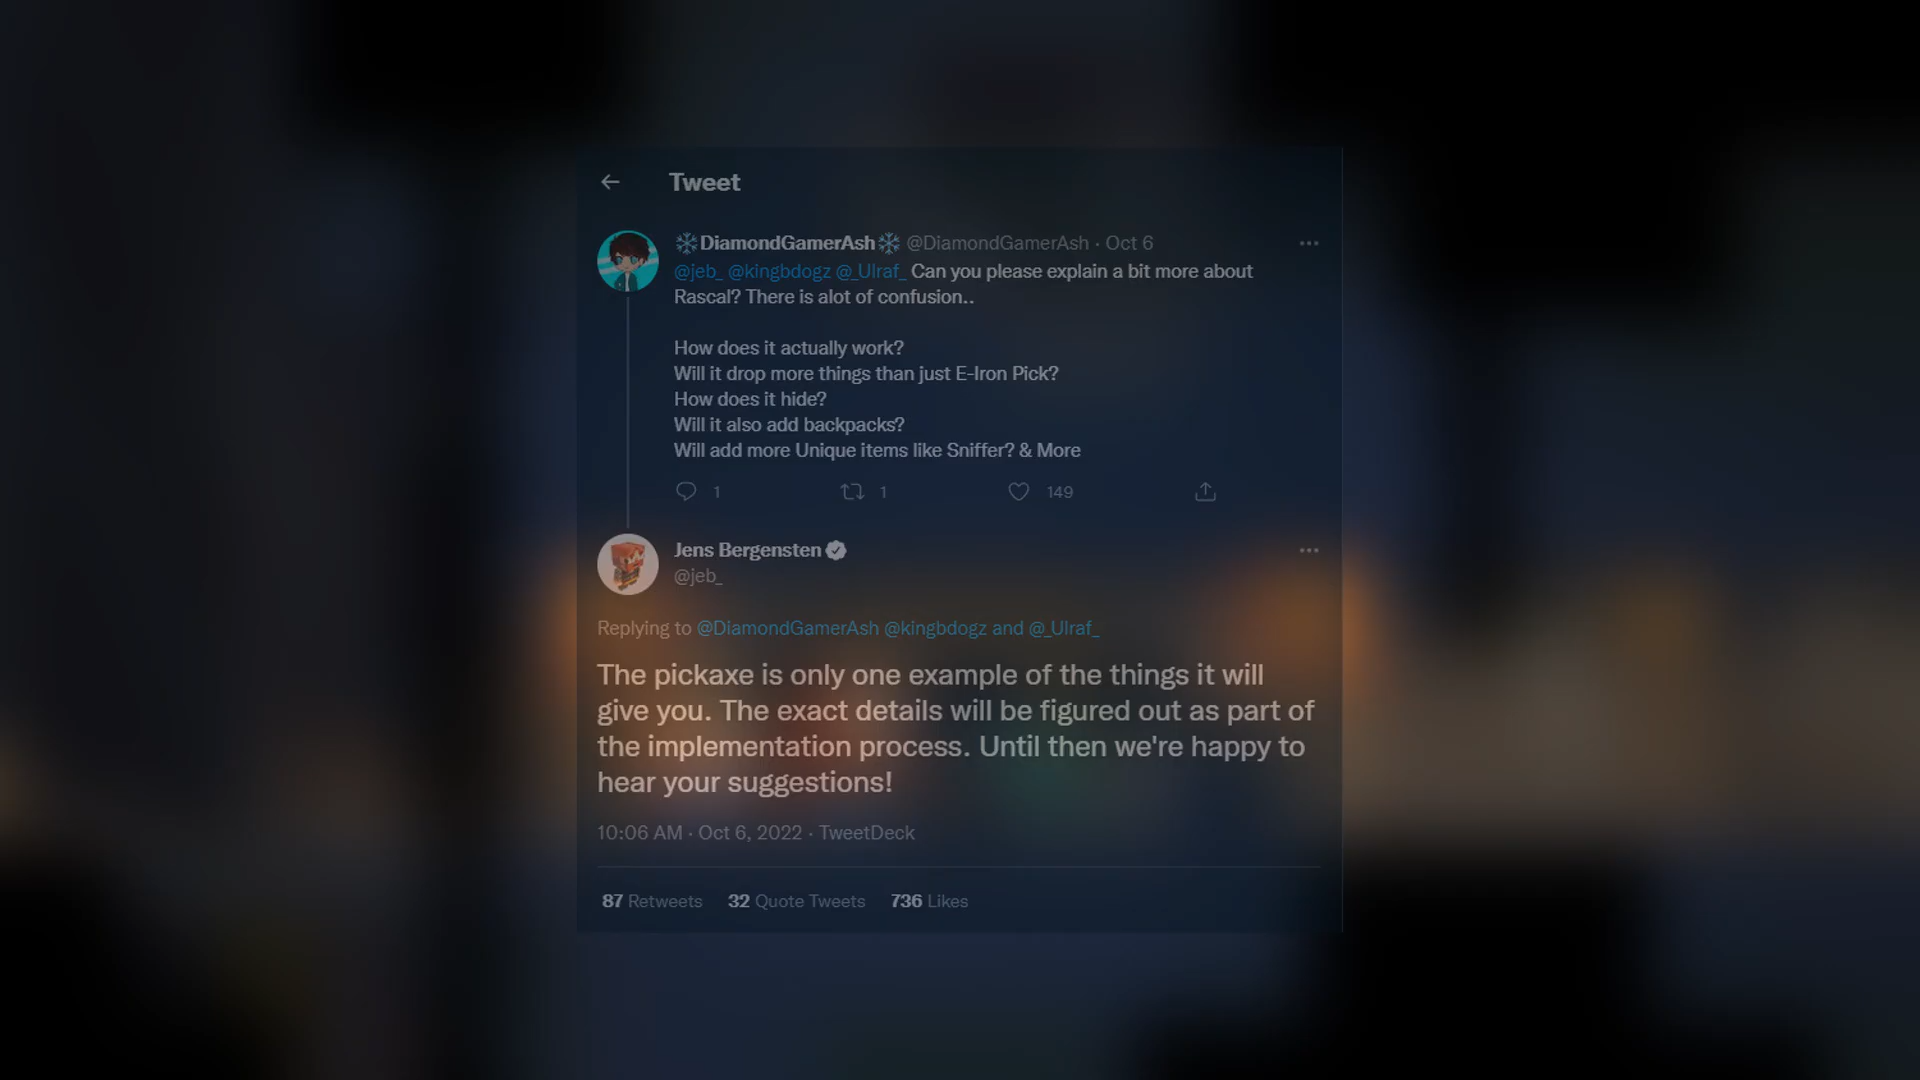 Tweet
❄DiamondGamerAsh❄ @DiamondGamerAsh · Oct 6
@jeb_ @kingbdogz @_Ulraf_ Can you please explain a bit more about
Rascal? There is alot of confusion..
How does it actually work?
Will it drop more things than just E-Iron Pick?
How does it hide?
Will it also add backpacks?
Will add more Unique items like Sniffer? & More
1 1 149
Jens Bergensten
@jeb_
Replying to @DiamondGamerAsh @kingbdogz and @_Ulraf_
The pickaxe is only one example of the things it will
give you. The exact details will be figured out as part of
the implementation process. Until then we're happy to
hear your suggestions!
10:06 AM · Oct 6, 2022 · TweetDeck
87 Retweets 32 Quote Tweets 736 Likes